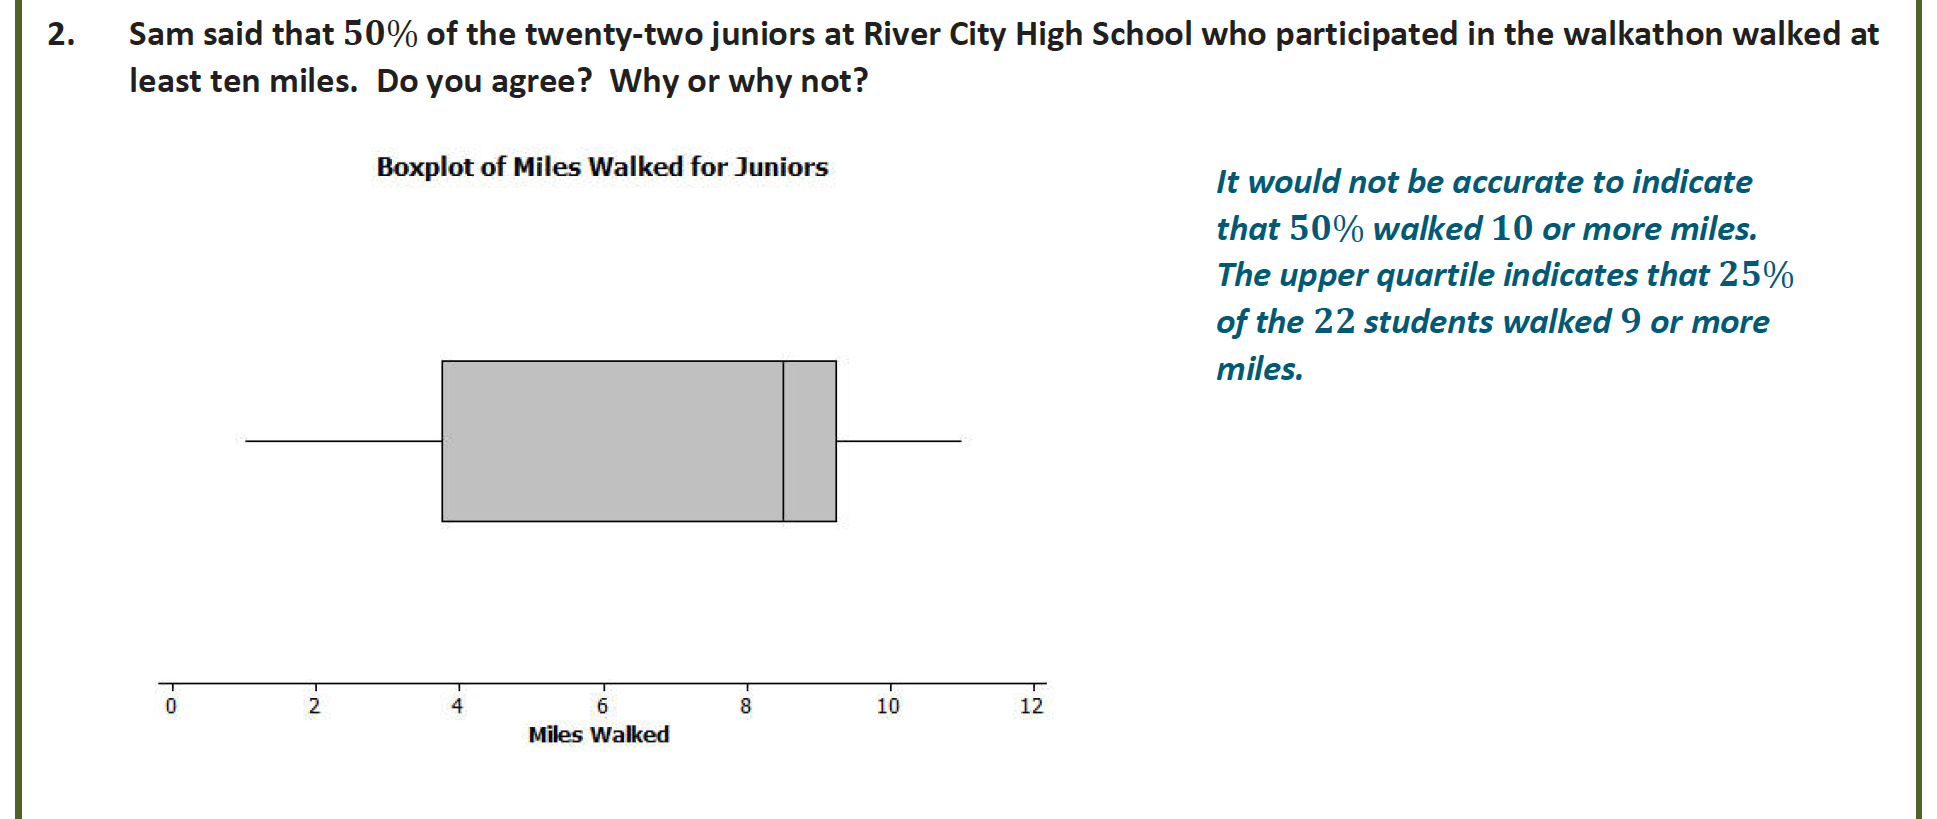 2. Sam said that 50% of the twenty-two juniors at River City High School who participated in the walkathon walked at
least ten miles. Do you agree? Why or why not?
Boxplot of Miles Walked for Juniors
It would not be accurate to indicate
that 50% walked 10 or more miles.
The upper quartile indicates that 25%
of the 22 students walked 9 or more
miles.
0 2 4 6 8 10 12
Miles Walked